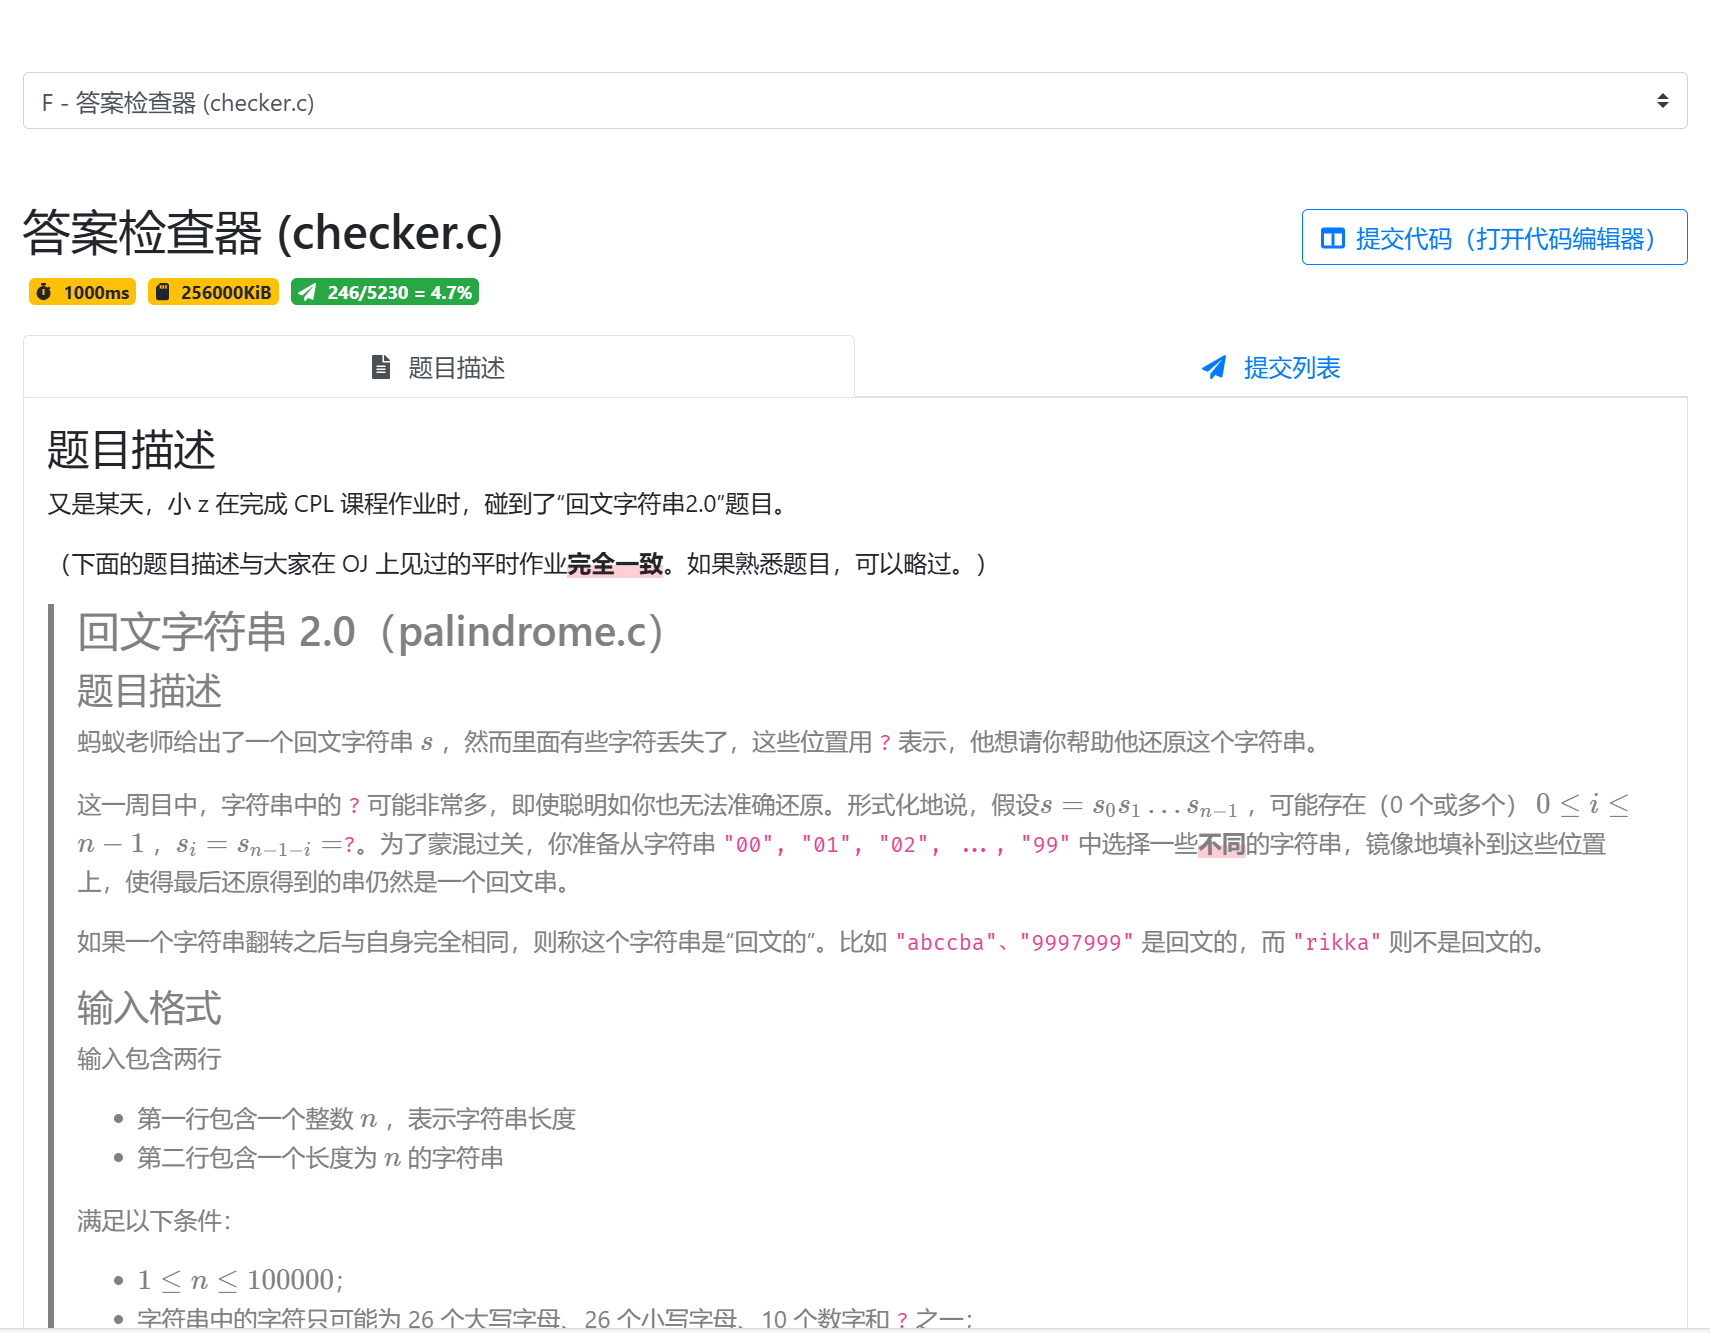 F - 答案检查器 (checker.c)
答案检查器 (checker.c)
提交代码（打开代码编辑器）
1000ms 256000KiB 246/5230 = 4.7%
题目描述 提交列表
题目描述
又是某天，小 z 在完成 CPL 课程作业时，碰到了“回文字符串2.0”题目。
（下面的题目描述与大家在 OJ 上见过的平时作业完全一致。如果熟悉题目，可以略过。）
回文字符串 2.0（palindrome.c）
题目描述
蚂蚁老师给出了一个回文字符串 s ，然而里面有些字符丢失了，这些位置用 ? 表示，他想请你帮助他还原这个字符串。
这一周目中，字符串中的 ? 可能非常多，即使聪明如你也无法准确还原。形式化地说，假设s = s₀s₁…sₙ₋₁ ，可能存在（0 个或多个） 0 ≤ i ≤
n − 1 ，sᵢ = sₙ₋₁₋ᵢ =?。为了蒙混过关，你准备从字符串 "00", "01", "02", ..., "99" 中选择一些不同的字符串，镜像地填补到这些位置
上，使得最后还原得到的串仍然是一个回文串。
如果一个字符串翻转之后与自身完全相同，则称这个字符串是“回文的”。比如 "abccba"、"9997999" 是回文的，而 "rikka" 则不是回文的。
输入格式
输入包含两行
• 第一行包含一个整数 n ，表示字符串长度
• 第二行包含一个长度为 n 的字符串
满足以下条件：
• 1 ≤ n ≤ 100000；
• 字符串中的字符只可能为 26 个大写字母、26 个小写字母、10 个数字和 ? 之一；